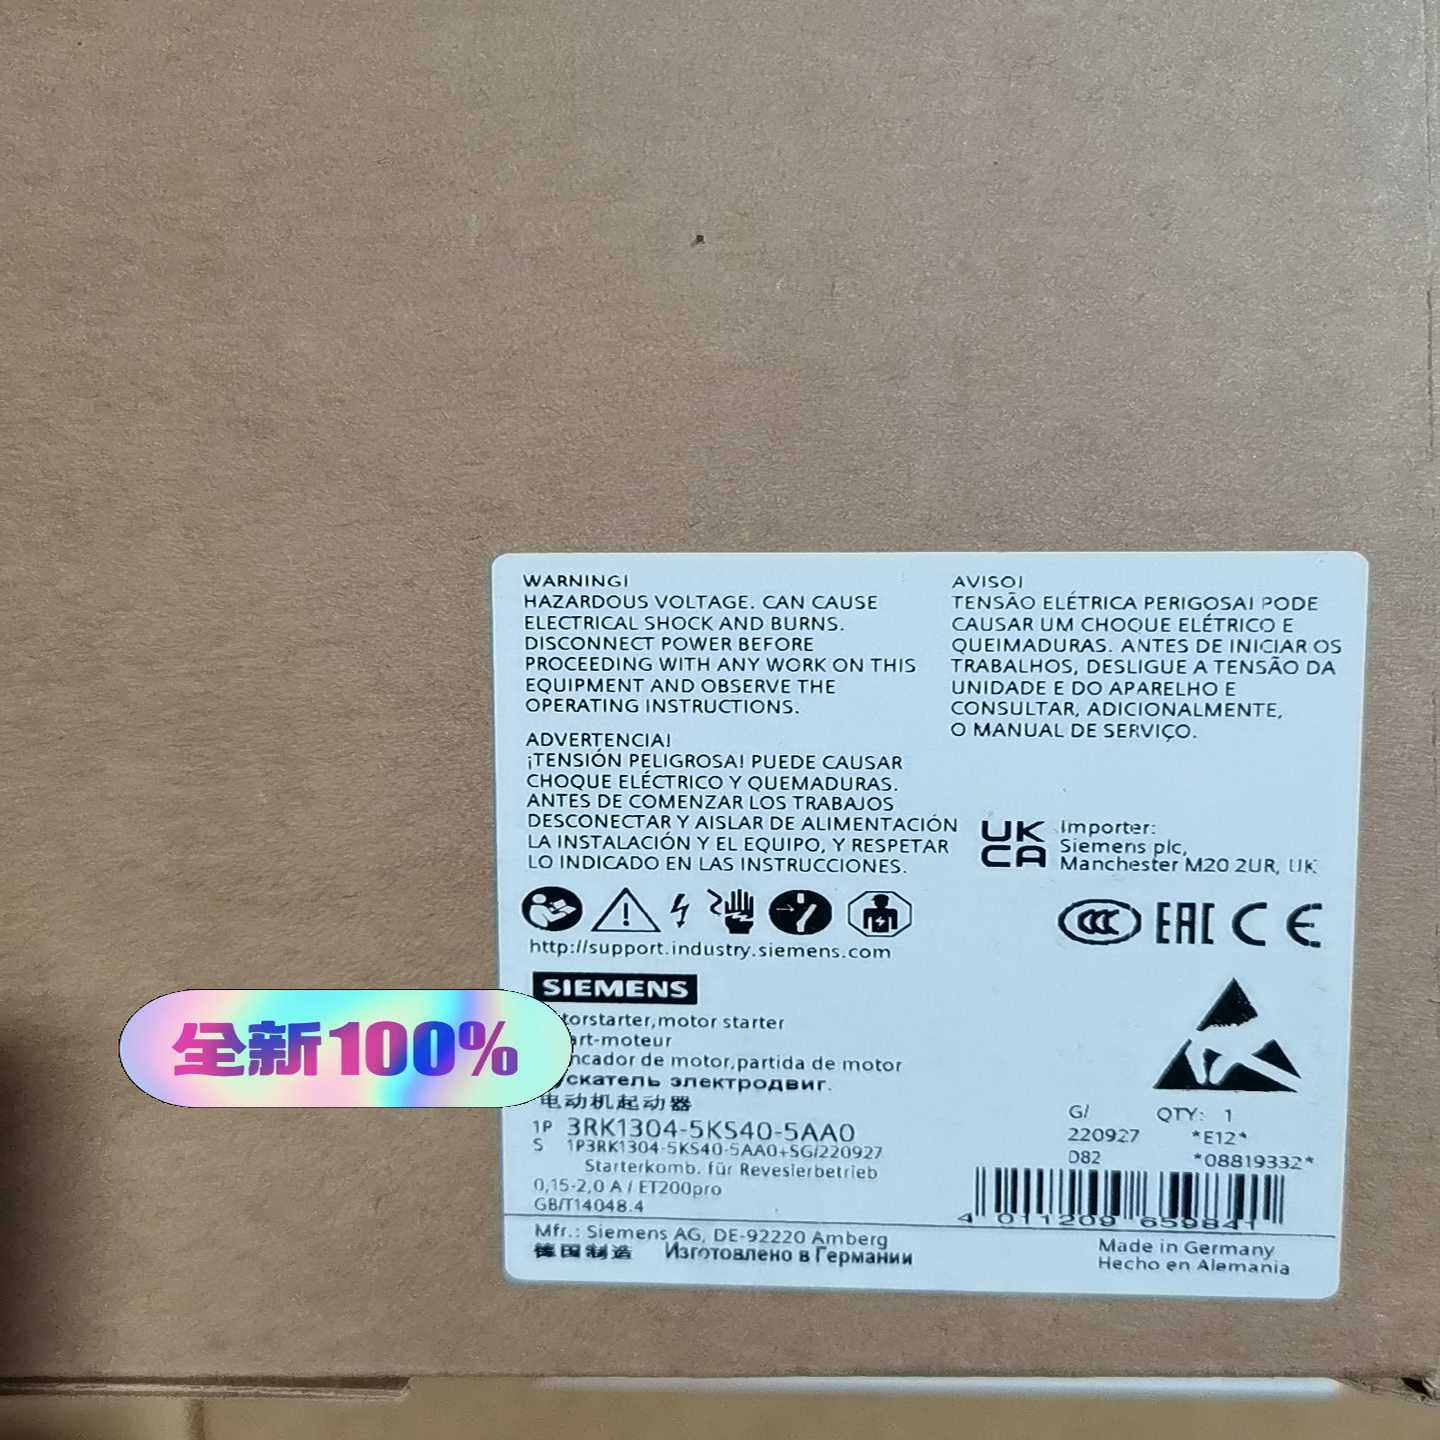 WARNING!
HAZARDOUS VOLTAGE. CAN CAUSE
ELECTRICAL SHOCK AND BURNS.
DISCONNECT POWER BEFORE
PROCEEDING WITH ANY WORK ON THIS
EQUIPMENT AND OBSERVE THE
OPERATING INSTRUCTIONS.
ADVERTENCIA!
¡TENSIÓN PELIGROSA! PUEDE CAUSAR
CHOQUE ELÉCTRICO Y QUEMADURAS.
ANTES DE COMENZAR LOS TRABAJOS
DESCONECTAR Y AISLAR DE ALIMENTACIÓN
LA INSTALACIÓN Y EL EQUIPO, Y RESPETAR
LO INDICADO EN LAS INSTRUCCIONES.
AVISO!
TENSÃO ELÉTRICA PERIGOSA! PODE
CAUSAR UM CHOQUE ELÉTRICO E
QUEIMADURAS. ANTES DE INICIAR OS
TRABALHOS, DESLIGUE A TENSÃO DA
UNIDADE E DO APARELHO E
CONSULTAR, ADICIONALMENTE,
O MANUAL DE SERVIÇO.
UK
CA
Importer:
Siemens plc,
Manchester M20 2UR, UK
CCC EAC CE
http://support.industry.siemens.com
SIEMENS
torstarter,motor starter
art-moteur
ncador de motor,partida de motor
ускатель электродвиг.
电动机起动器
全新100%
1P 3RK1304-5KS40-5AA0
S 1P3RK1304-5KS40-5AA0+SG/220927
Starterkomb. für Revesierbetrieb
0,15-2,0 A / ET200pro
GB/T14048.4
G/ QTY: 1
220927 *E12*
D82 *08819332*
4 011209 659841
Mfr.: Siemens AG, DE-92220 Amberg
德国制造 Изготовлено в Германии
Made in Germany
Hecho en Alemania